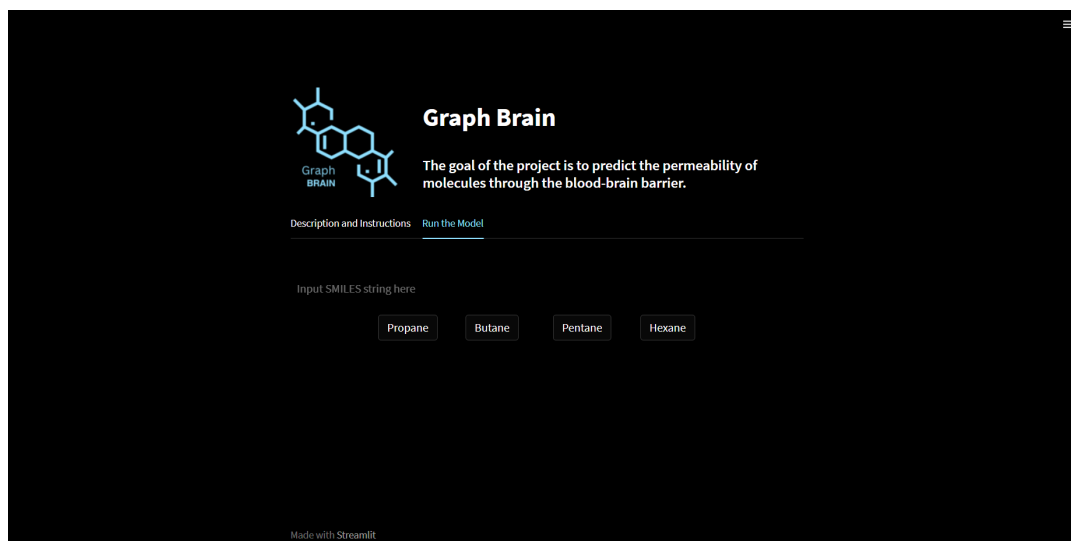 Graph Brain
Graph
BRAIN
The goal of the project is to predict the permeability of
molecules through the blood-brain barrier.
Description and Instructions Run the Model
Input SMILES string here
Propane Butane Pentane Hexane
Made with Streamlit